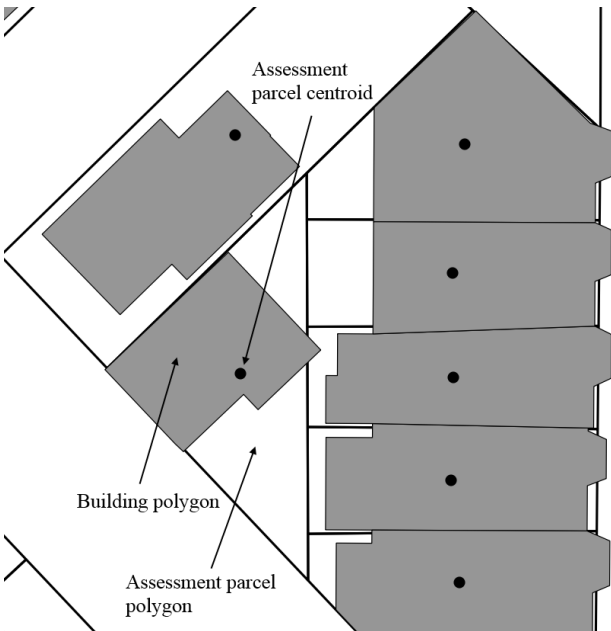 Assessment
parcel centroid
Building polygon
Assessment parcel
polygon